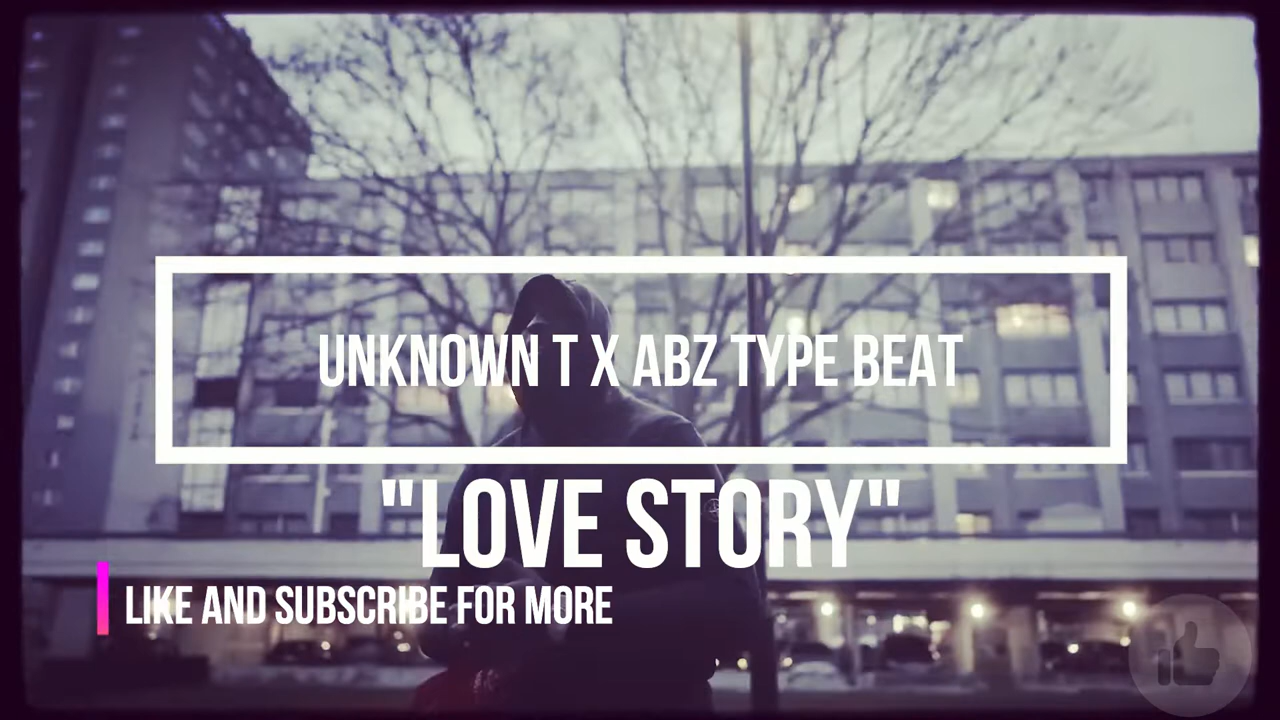 UNKNOWN T X ABZ TYPE BEAT
"LOVE STORY"
LIKE AND SUBSCRIBE FOR MORE